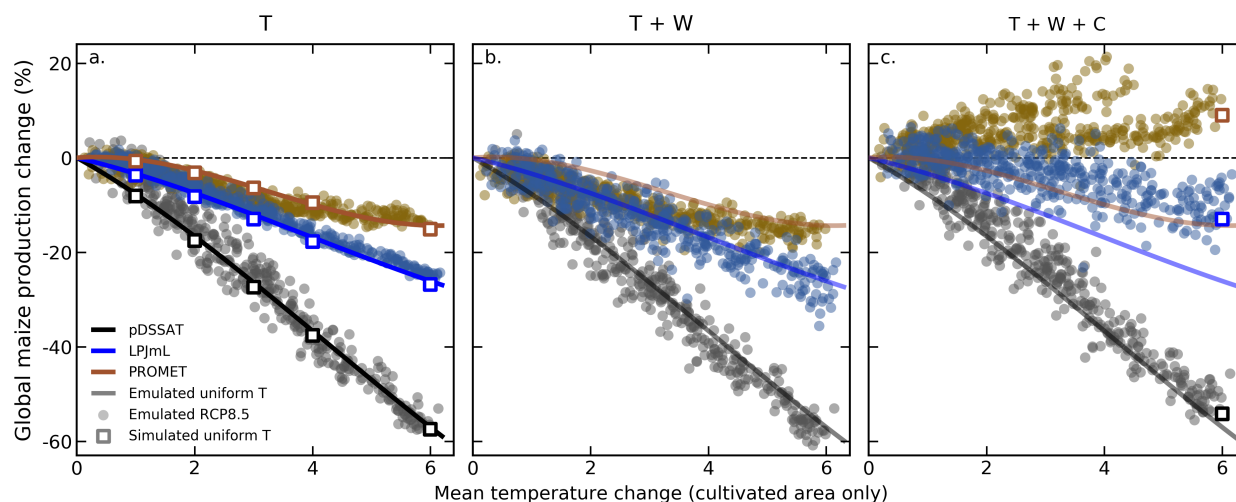 T
T + W
T + W + C
a.
b.
c.
Global maize production change (%)
20
0
-20
-40
-60
pDSSAT
LPJmL
PROMET
Emulated uniform T
Emulated RCP8.5
Simulated uniform T
0 2 4 6
0 2 4 6
0 2 4 6
Mean temperature change (cultivated area only)